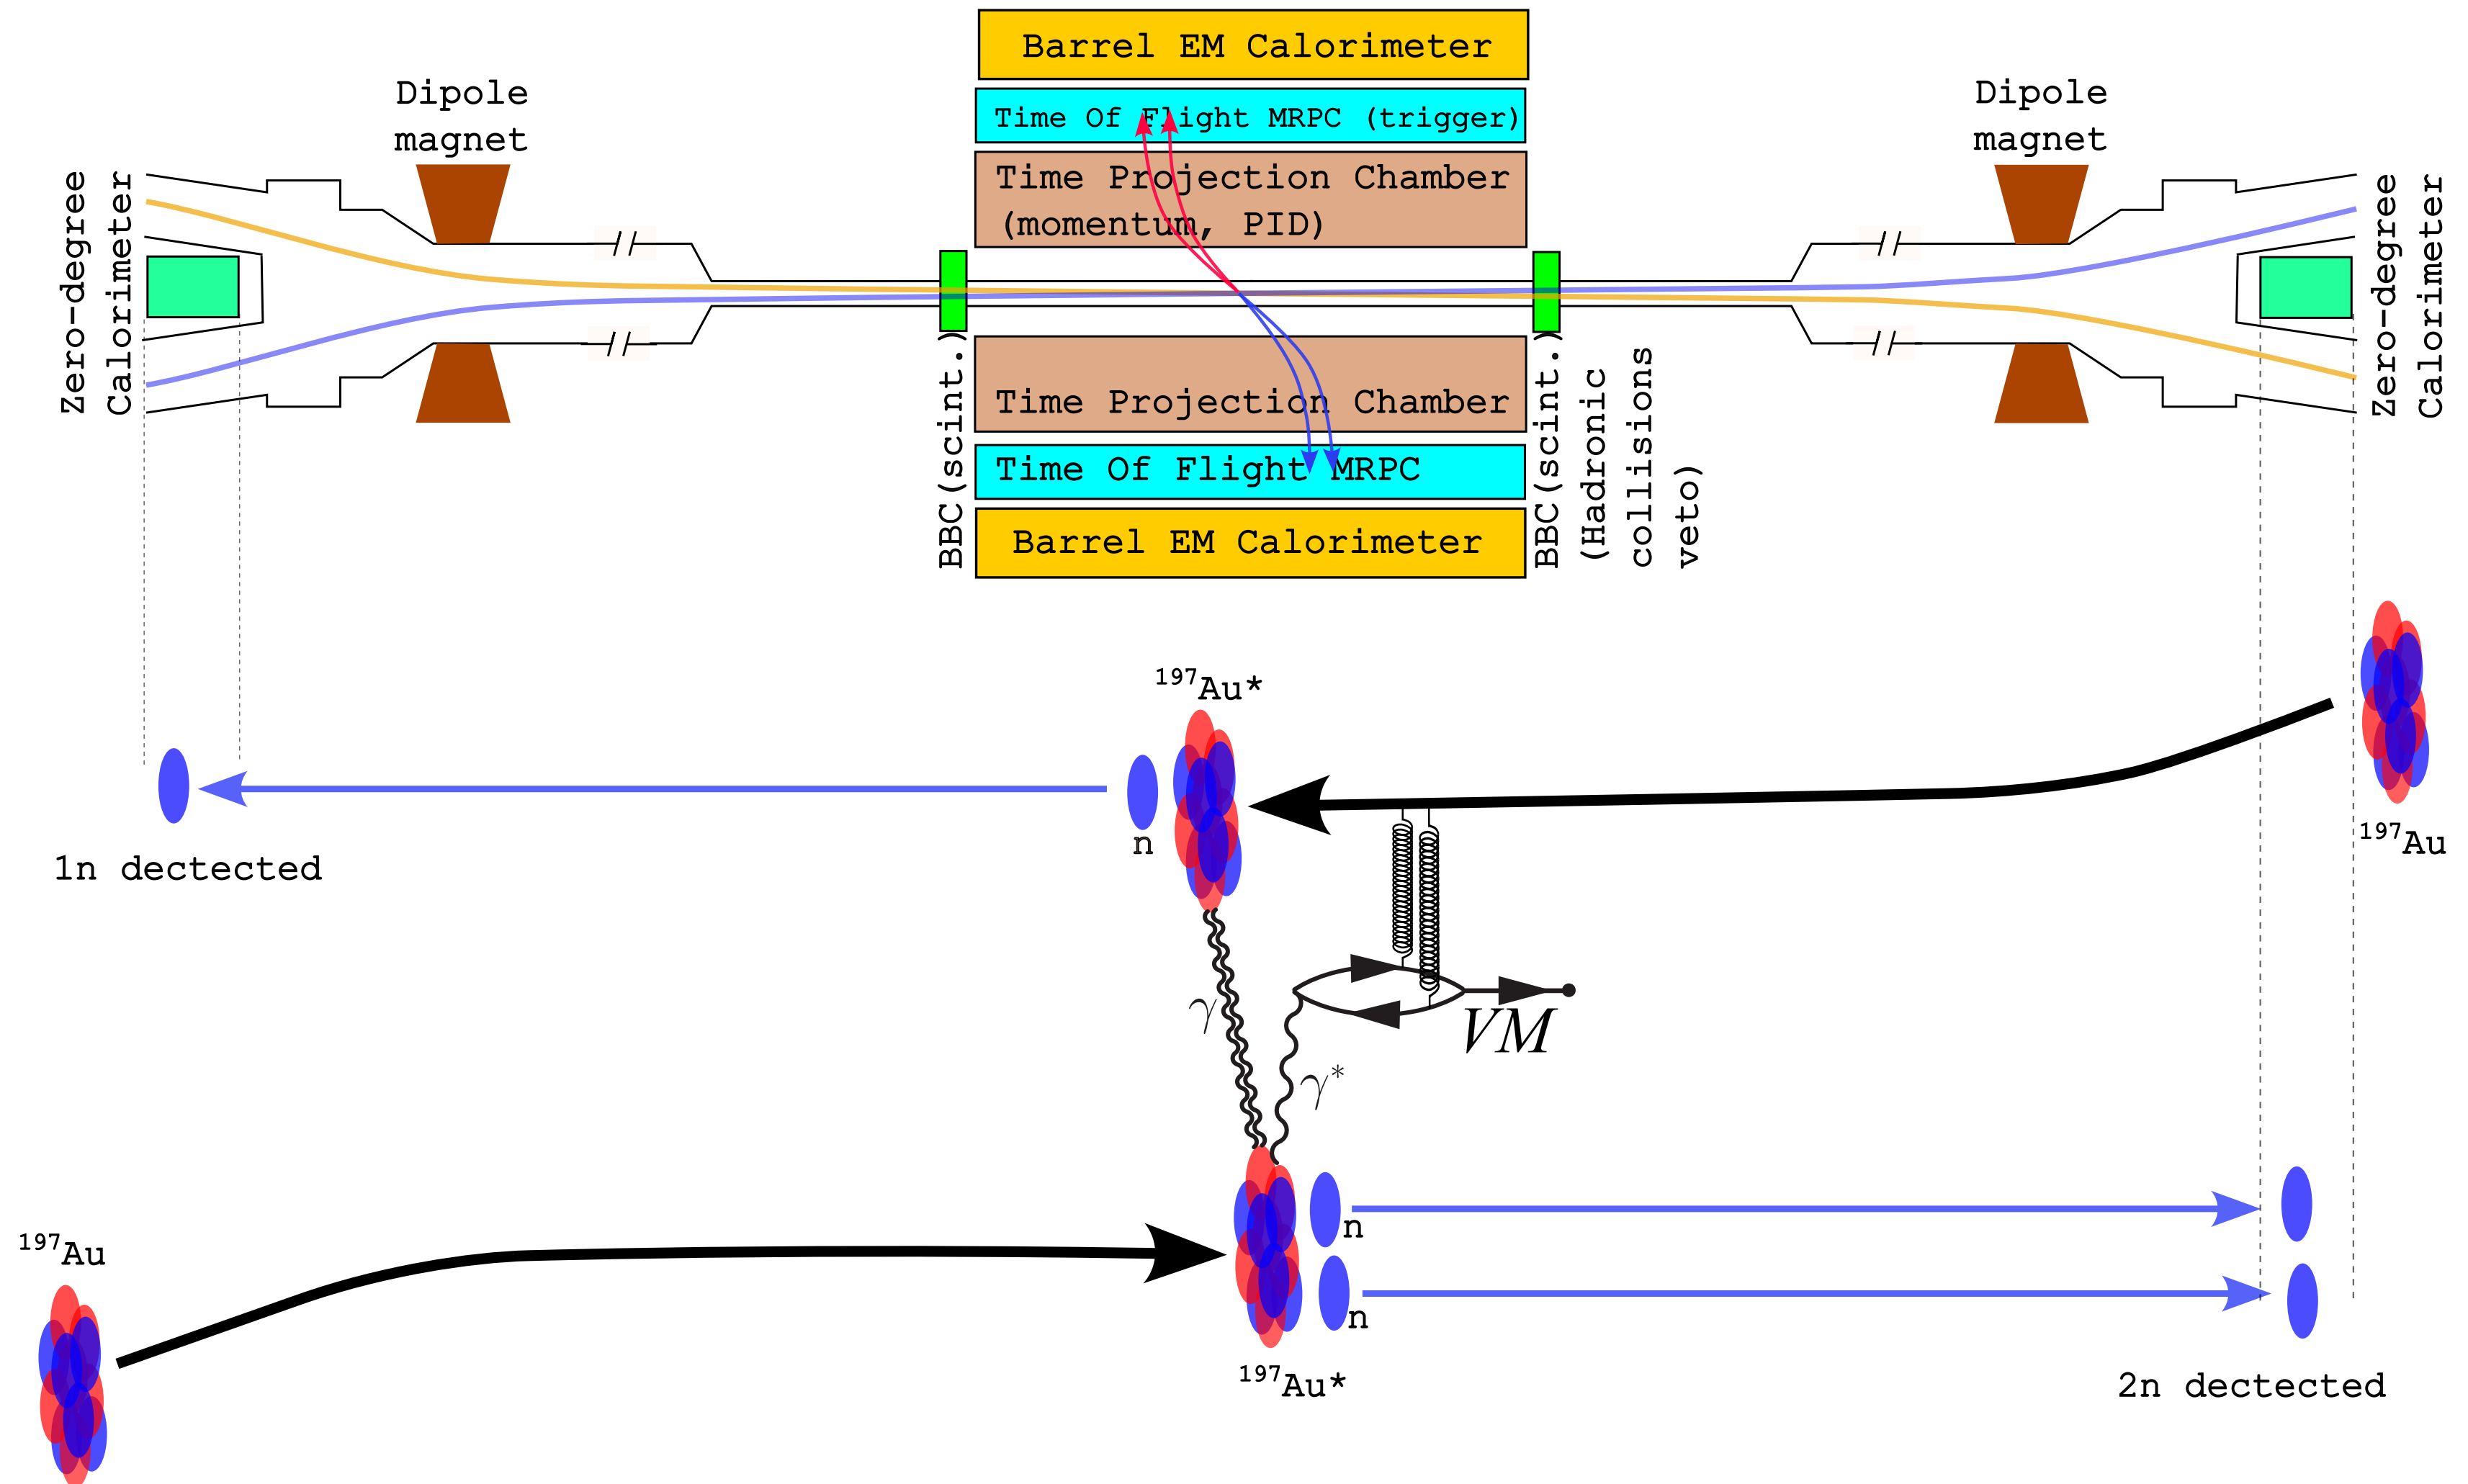 Barrel EM Calorimeter
Dipole
magnet
Time Of Flight MRPC (trigger)
Dipole
magnet
Time Projection Chamber
(momentum, PID)
Zero-degree
Calorimeter
Zero-degree
Calorimeter
Time Projection Chamber
Time Of Flight MRPC
Barrel EM Calorimeter
BBC(scint.)
BBC(scint.)
(Hadronic
collisions
veto)
197Au*
n
1n dectected
197Au
γ
VM
γ*
n
197Au
n
197Au*
2n dectected